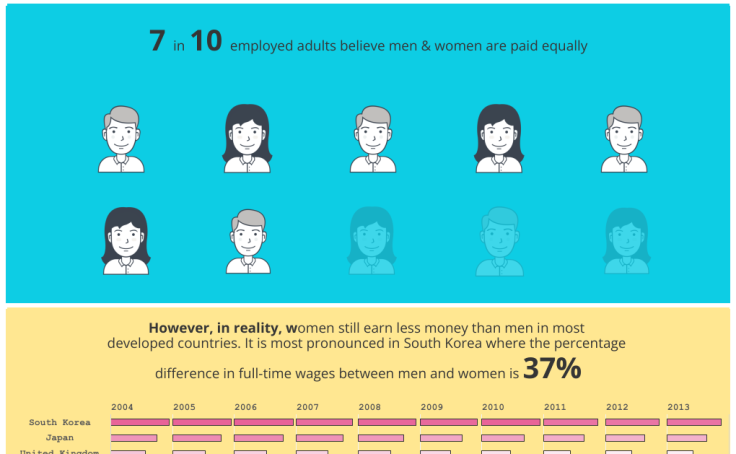 7 in 10 employed adults believe men & women are paid equally
However, in reality, women still earn less money than men in most
developed countries. It is most pronounced in South Korea where the percentage
difference in full-time wages between men and women is 37%
2004 2005 2006 2007 2008 2009 2010 2011 2012 2013
South Korea
Japan
United Kingdom